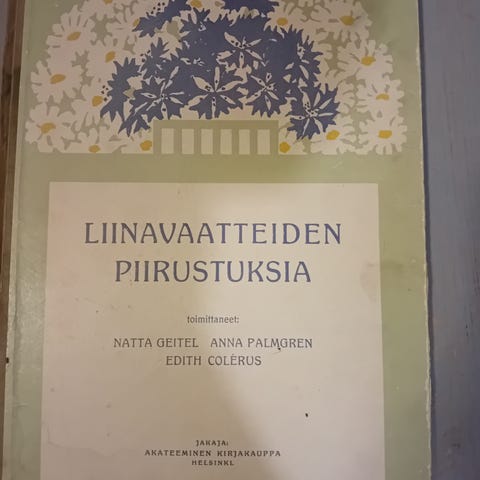 LIINAVAATTEIDEN
PIIRUSTUKSIA
toimittaneet:
NATTA GEITEL ANNA PALMGREN
EDITH COLÉRUS
JAKAJA:
AKATEEMINEN KIRJAKAUPPA
HELSINKI.